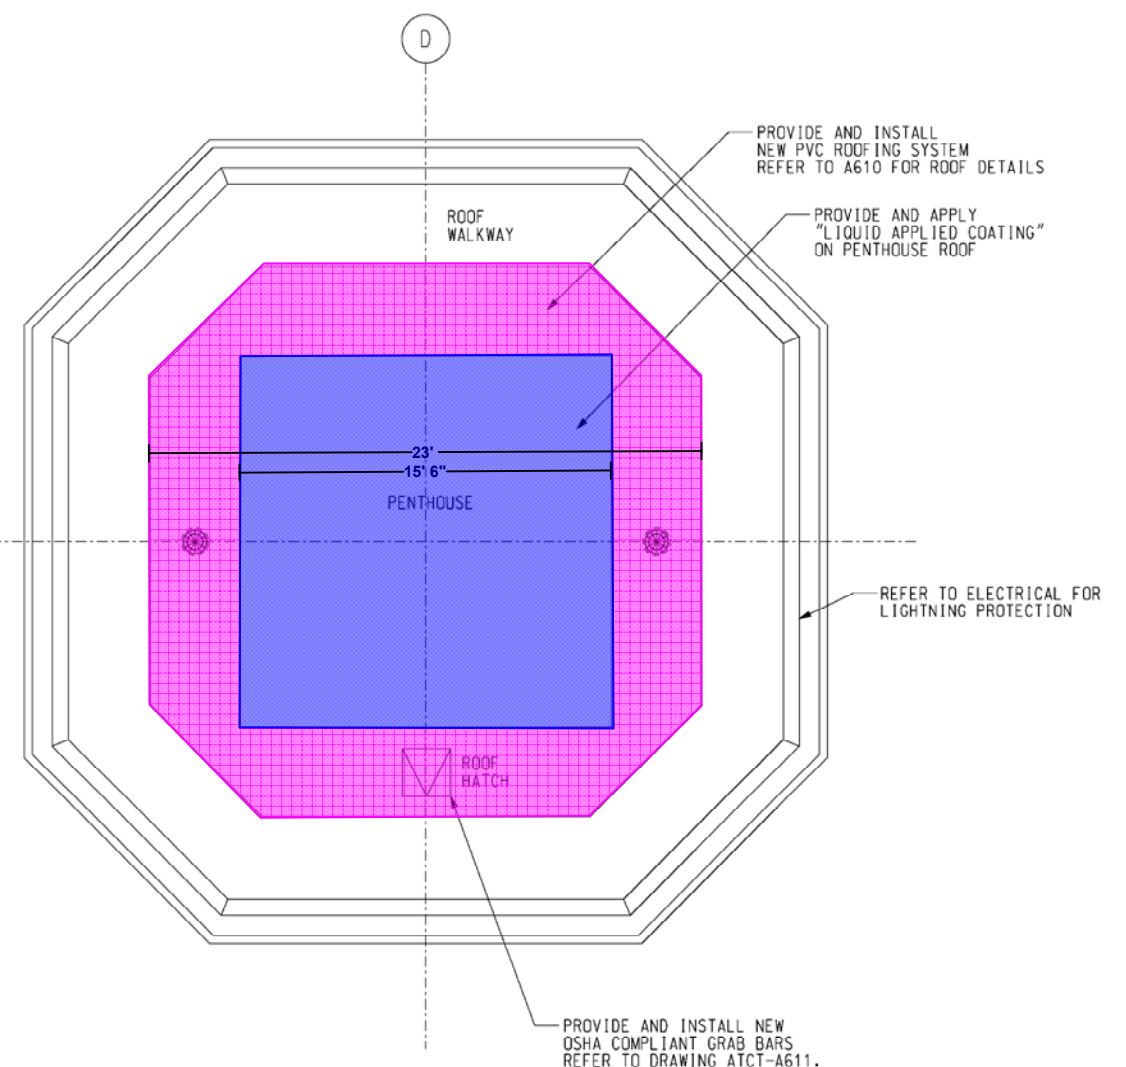 D
PROVIDE AND INSTALL
NEW PVC ROOFING SYSTEM
REFER TO A610 FOR ROOF DETAILS
PROVIDE AND APPLY
"LIQUID APPLIED COATING"
ON PENTHOUSE ROOF
ROOF
WALKWAY
23'
15' 6"
PENTHOUSE
REFER TO ELECTRICAL FOR
LIGHTNING PROTECTION
ROOF
HATCH
PROVIDE AND INSTALL NEW
OSHA COMPLIANT GRAB BARS
REFER TO DRAWING ATCT-A611.